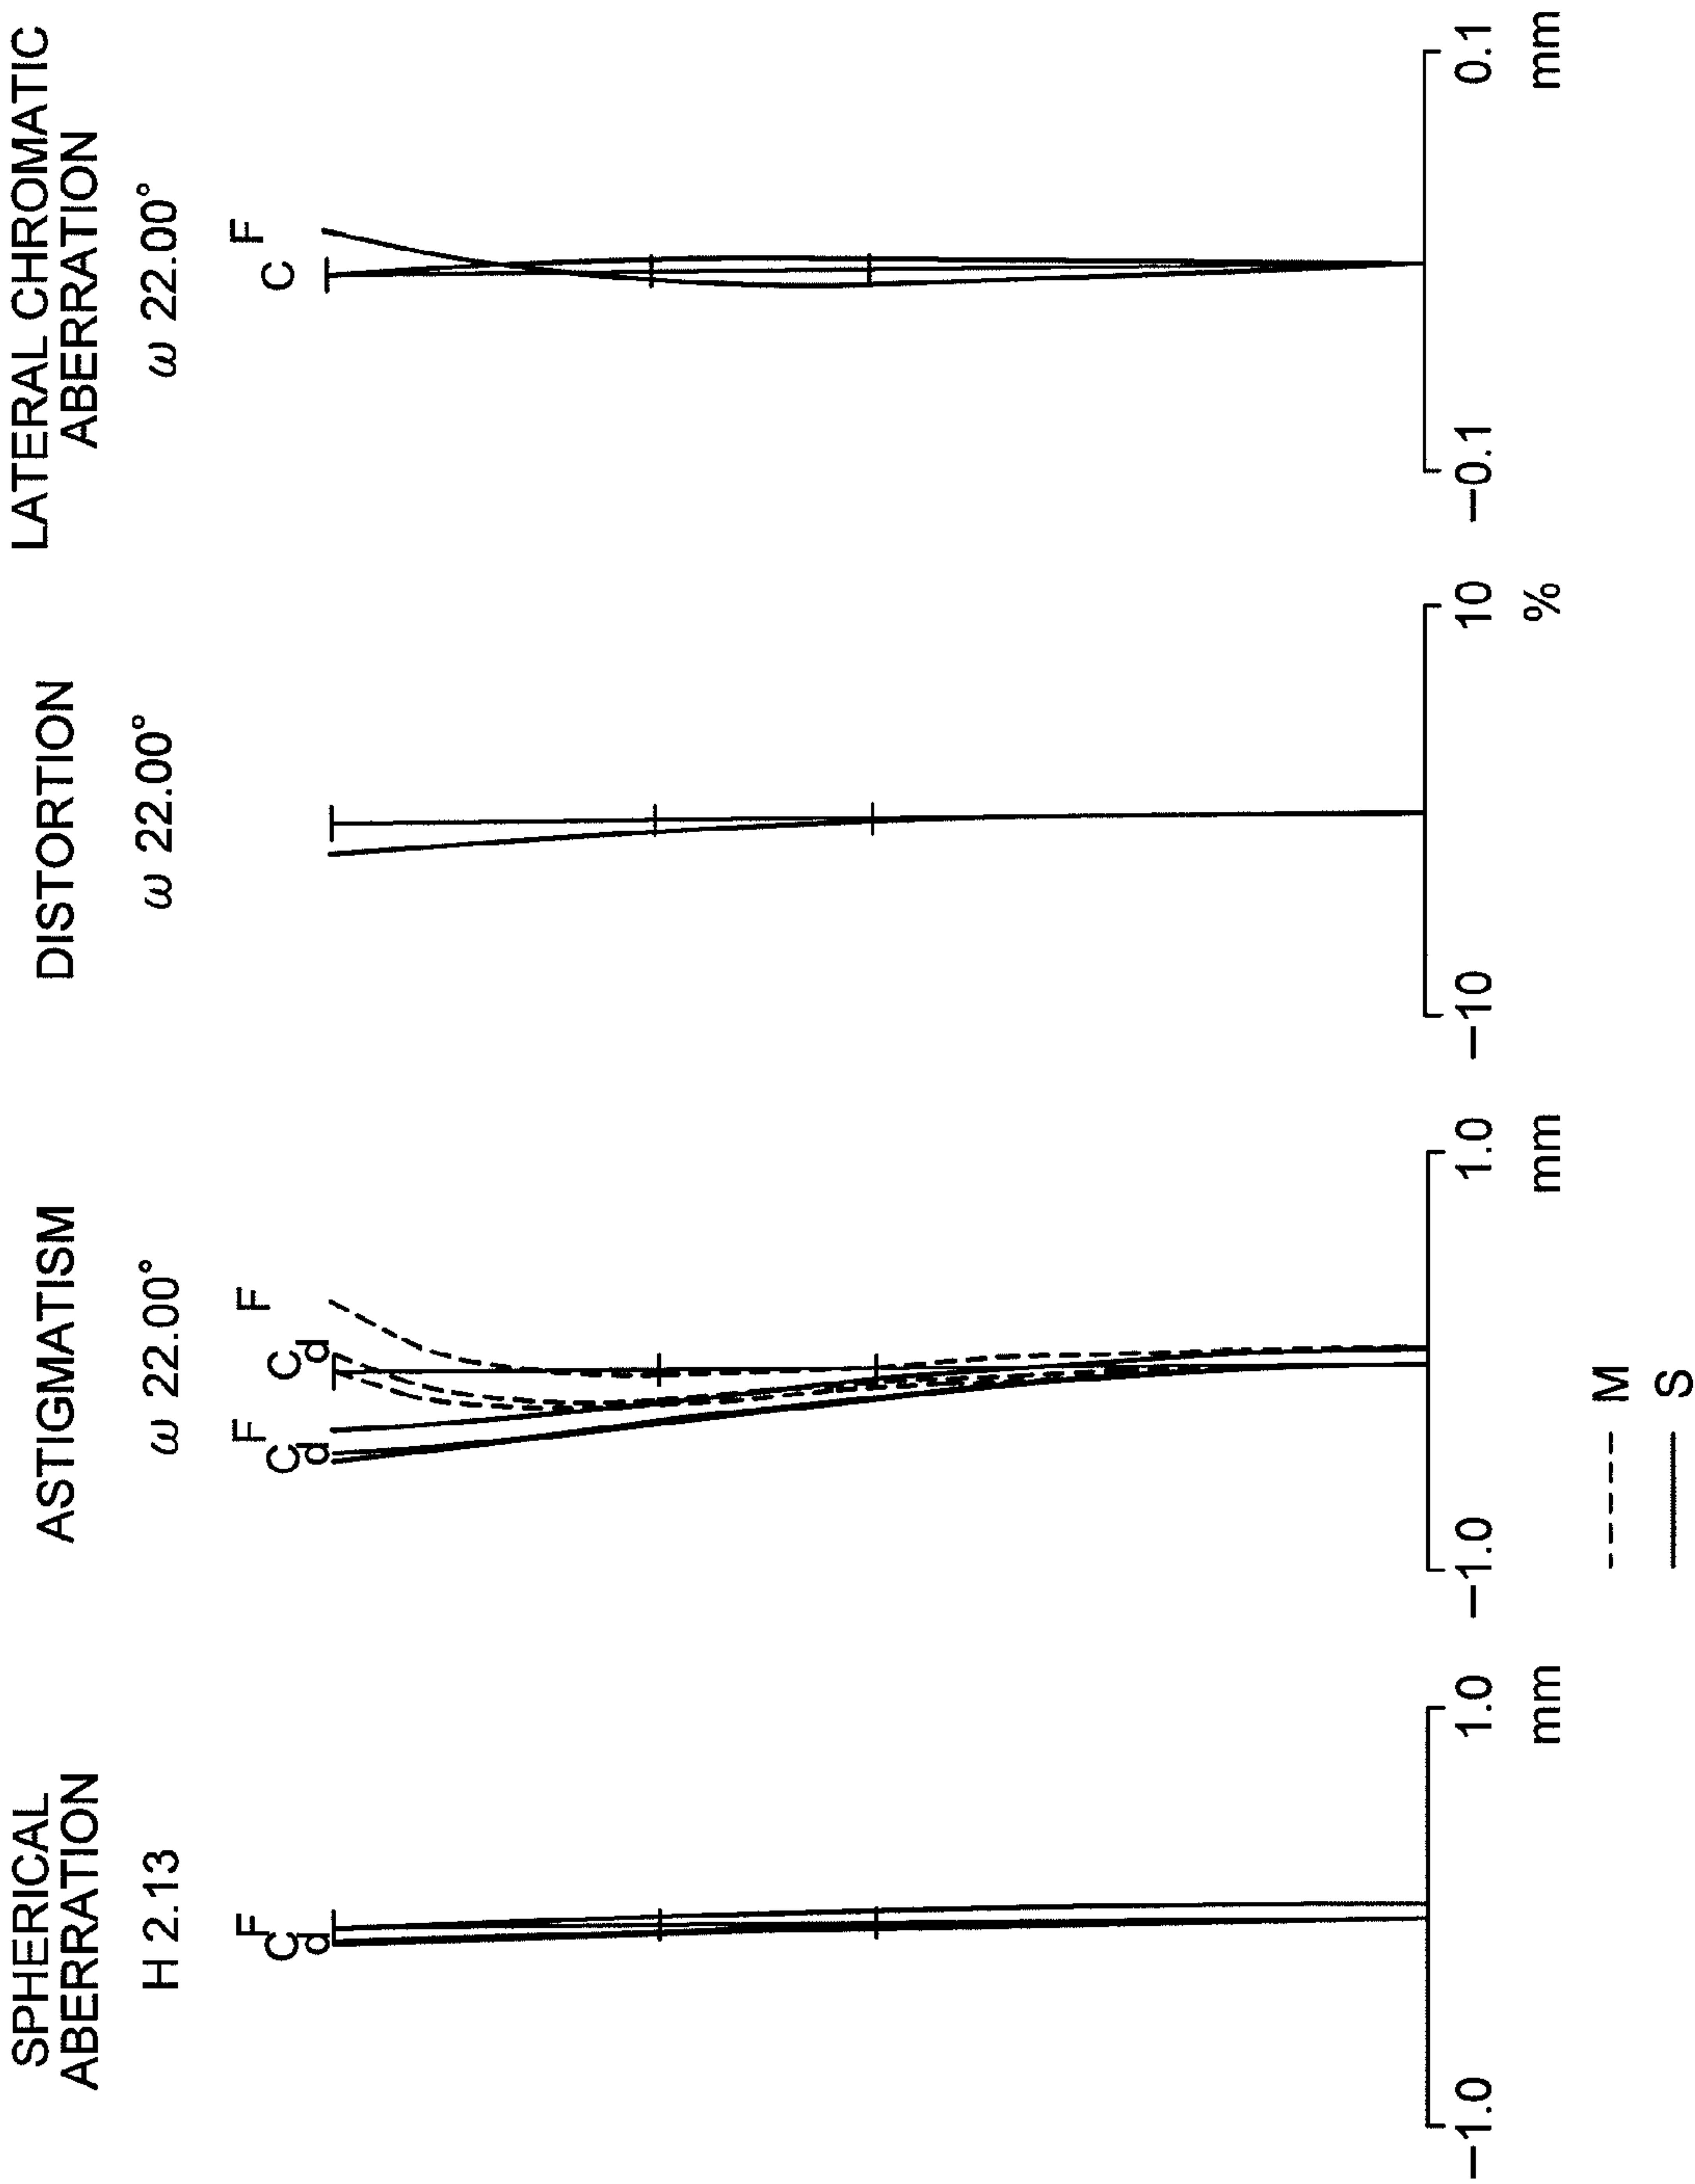 SPHERICAL
ABERRATION
H 2.13
F
C
d
−1.0
1.0
mm
ASTIGMATISM
ω 22.00°
F
C
d
F
C
d
−1.0
1.0
mm
M
S
DISTORTION
ω 22.00°
−10
10
%
LATERAL CHROMATIC
ABERRATION
ω 22.00°
C
F
−0.1
0.1
mm